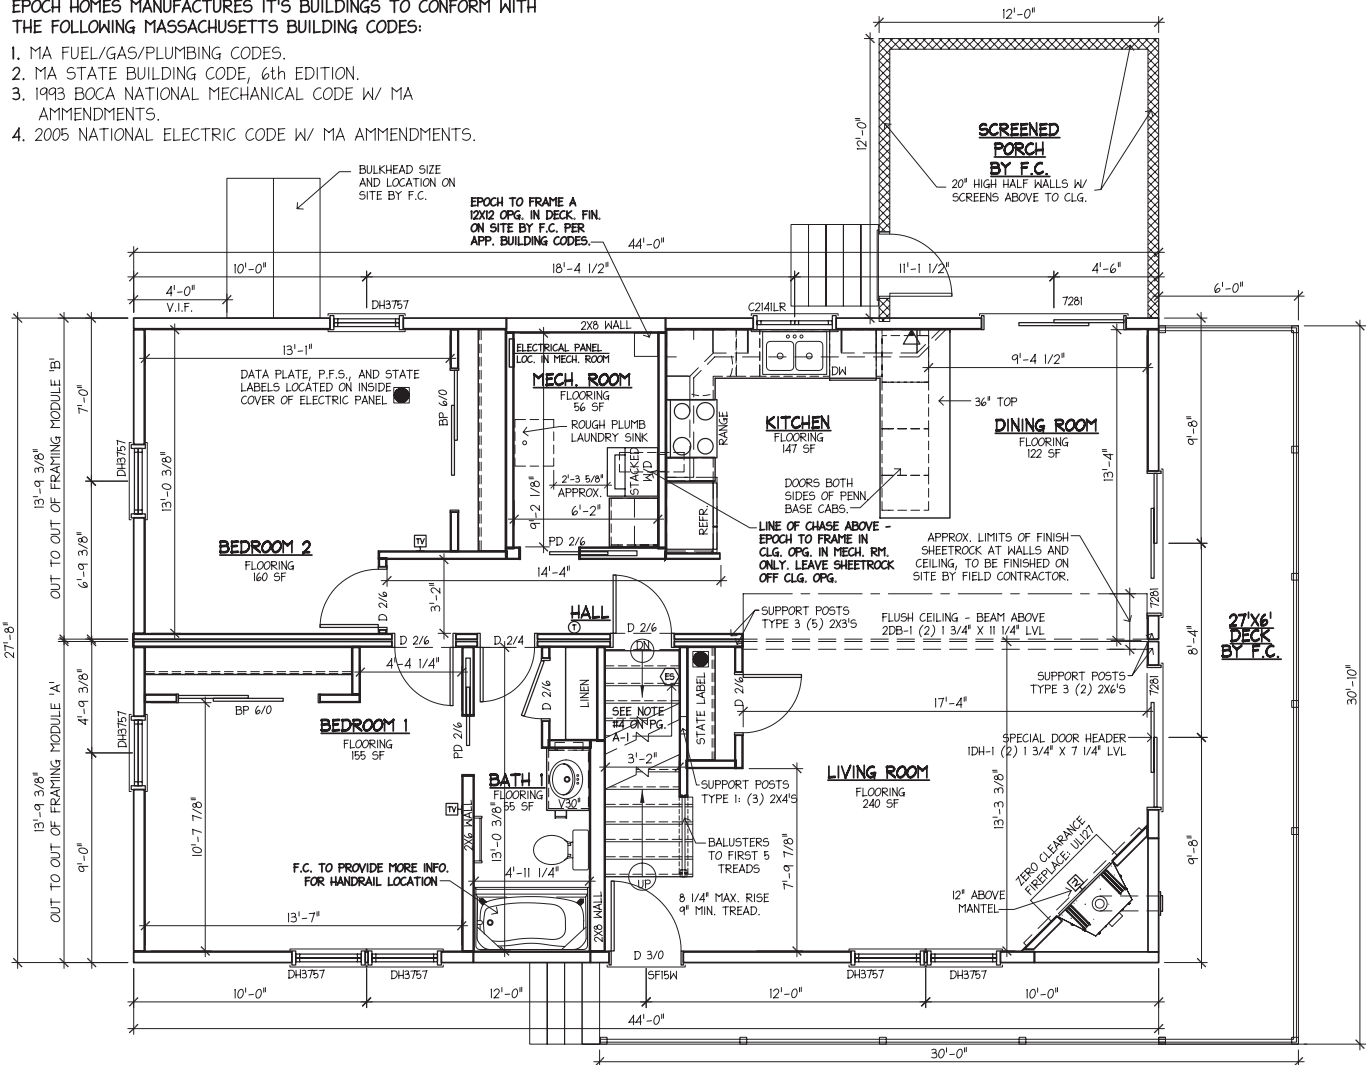 EPOCH HOMES MANUFACTURES IT'S BUILDINGS TO CONFORM WITH
THE FOLLOWING MASSACHUSETTS BUILDING CODES:
1. MA FUEL/GAS/PLUMBING CODES.
2. MA STATE BUILDING CODE, 6th EDITION.
3. 1993 BOCA NATIONAL MECHANICAL CODE W/ MA
AMMENDMENTS.
4. 2005 NATIONAL ELECTRIC CODE W/ MA AMMENDMENTS.
12'-0"
12'-0"
SCREENED
PORCH
BY F.C.
20" HIGH HALF WALLS W/
SCREENS ABOVE TO CLG.
BULKHEAD SIZE
AND LOCATION ON
SITE BY F.C.
EPOCH TO FRAME A
12X12 OPG. IN DECK. FIN.
ON SITE BY F.C. PER
APP. BUILDING CODES.
44'-0"
10'-0"
18'-4 1/2"
11'-1 1/2"
4'-6"
4'-0"
V.I.F.
DH3757
C2141LR
7281
6'-0"
2X8 WALL
13'-1"
ELECTRICAL PANEL
LOC. IN MECH. ROOM
DATA PLATE, P.F.S., AND STATE
LABELS LOCATED ON INSIDE
COVER OF ELECTRIC PANEL
MECH. ROOM
FLOORING
56 SF
ROUGH PLUMB
LAUNDRY SINK
DW
9'-4 1/2"
36" TOP
KITCHEN
FLOORING
147 SF
DINING ROOM
FLOORING
122 SF
RANGE
BP 6/0
7'-0"
13'-9 3/8"
OUT TO OUT OF FRAMING MODULE 'B'
DH3757
13'-0 3/8"
6'-9 3/8"
STACKED
W/D
2'-3 5/8"
APPROX.
6'-2"
9'-2 1/8"
REFR.
DOORS BOTH
SIDES OF PENN.
BASE CABS.
13'-4"
9'-8"
LINE OF CHASE ABOVE -
EPOCH TO FRAME IN
CLG. OPG. IN MECH. RM.
ONLY. LEAVE SHEETROCK
OFF CLG. OPG.
APPROX. LIMITS OF FINISH
SHEETROCK AT WALLS AND
CEILING, TO BE FINISHED ON
SITE BY FIELD CONTRACTOR.
BEDROOM 2
FLOORING
160 SF
TV
PD 2/6
14'-4"
3'-2"
D 2/6
HALL
T
D 2/6
D 2/4
D 2/6
DN
SUPPORT POSTS
TYPE 3 (5) 2X3'S
FLUSH CEILING - BEAM ABOVE
2DB-1 (2) 1 3/4" X 11 1/4" LVL
7281
27'X6'
DECK
BY F.C.
27'-8"
30'-10"
8'-4"
SUPPORT POSTS
TYPE 3 (2) 2X6'S
7281
4'-9 3/8"
13'-9 3/8"
OUT TO OUT OF FRAMING MODULE 'A'
DH3757
4'-4 1/4"
BP 6/0
BEDROOM 1
FLOORING
155 SF
PD 2/6
D 2/6
LINEN
ES
STATE LABEL
D 2/6
SEE NOTE
#4 ON PG.
A-1
17'-4"
SPECIAL DOOR HEADER
1DH-1 (2) 1 3/4" X 7 1/4" LVL
3'-2"
SUPPORT POSTS
TYPE 1: (3) 2X4'S
LIVING ROOM
FLOORING
240 SF
BATH 1
FLOORING
55 SF
V30"
TV
2X6 WALL
10'-7 7/8"
13'-0 3/8"
9'-0"
13'-3 3/8"
BALUSTERS
TO FIRST 5
TREADS
7'-9 7/8"
9'-8"
ZERO CLEARANCE
FIREPLACE: UL127
F.C. TO PROVIDE MORE INFO.
FOR HANDRAIL LOCATION
4'-11 1/4"
UP
8 1/4" MAX. RISE
9" MIN. TREAD.
12" ABOVE
MANTEL
13'-7"
2X8 WALL
D 3/0
SF15W
DH3757
DH3757
DH3757
DH3757
10'-0"
12'-0"
12'-0"
10'-0"
44'-0"
30'-0"